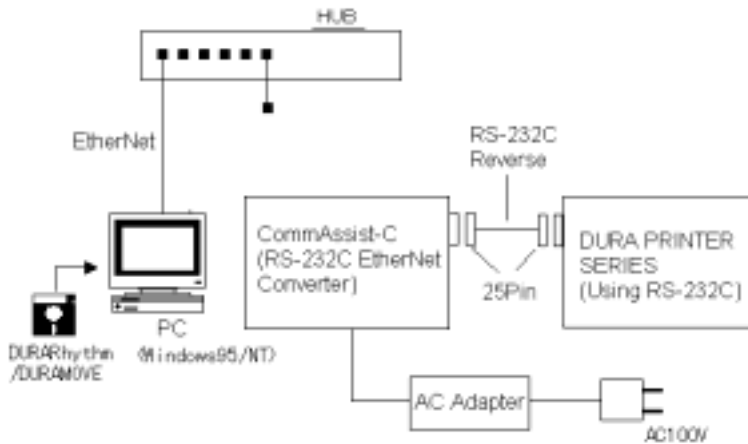 HUB
EtherNet
RS-232C
Reverse
CommAssist-C
(RS-232C EtherNet
Converter)
25Pin
DURA PRINTER
SERIES
(Using RS-232C)
PC
(Windows95/NT)
DURARhythm
/DURAMOVE
AC Adapter
AC100V